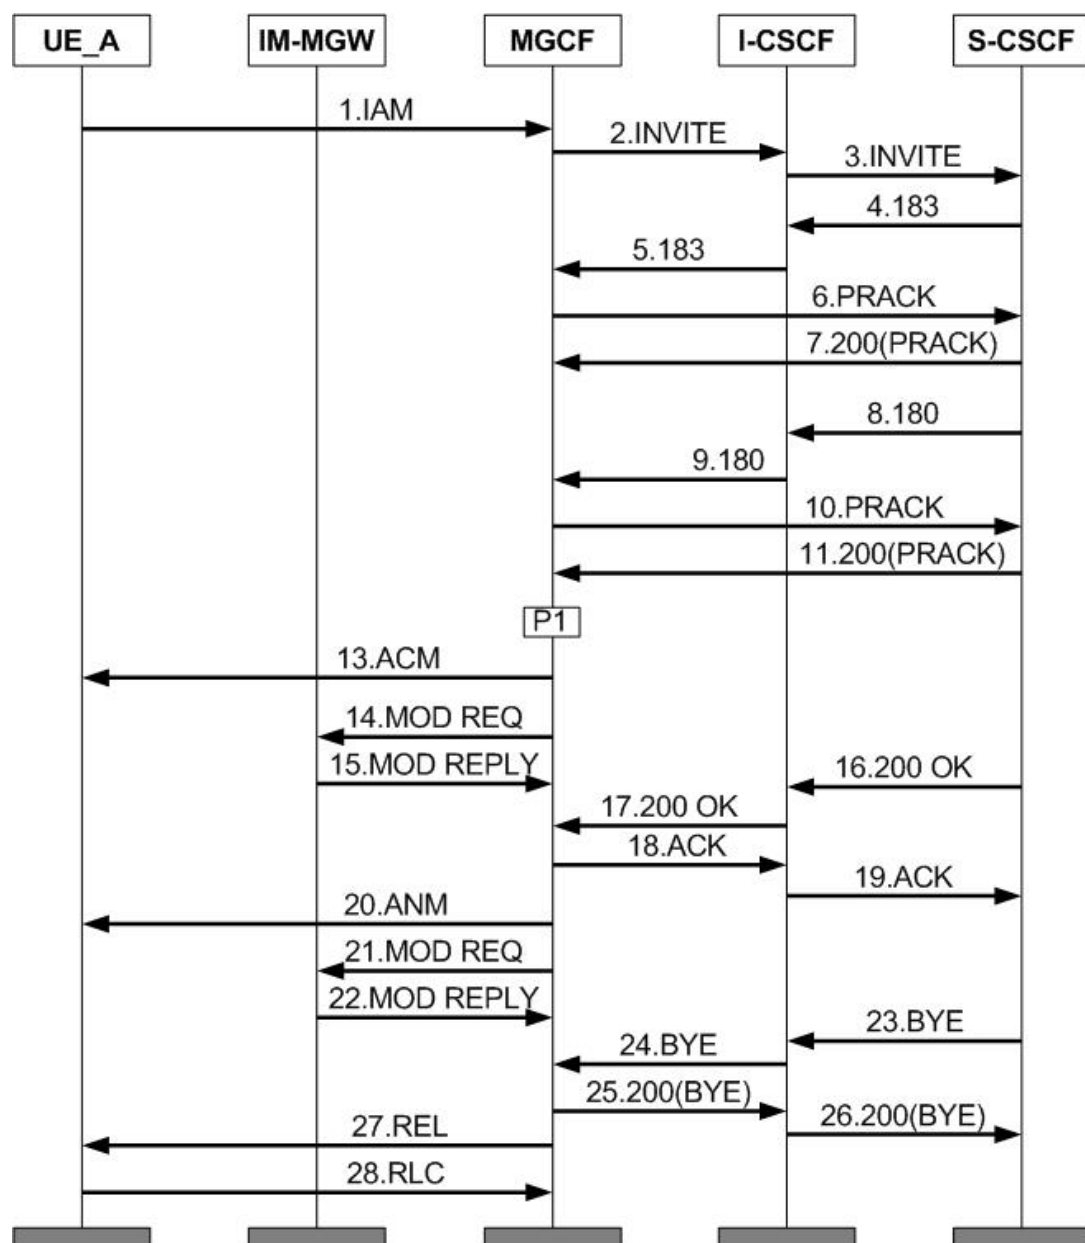 UE_A IM-MGW MGCF I-CSCF S-CSCF
1.IAM
2.INVITE
3.INVITE
4.183
5.183
6.PRACK
7.200(PRACK)
8.180
9.180
10.PRACK
11.200(PRACK)
P1
13.ACM
14.MOD REQ
15.MOD REPLY
16.200 OK
17.200 OK
18.ACK
19.ACK
20.ANM
21.MOD REQ
22.MOD REPLY
23.BYE
24.BYE
25.200(BYE)
26.200(BYE)
27.REL
28.RLC